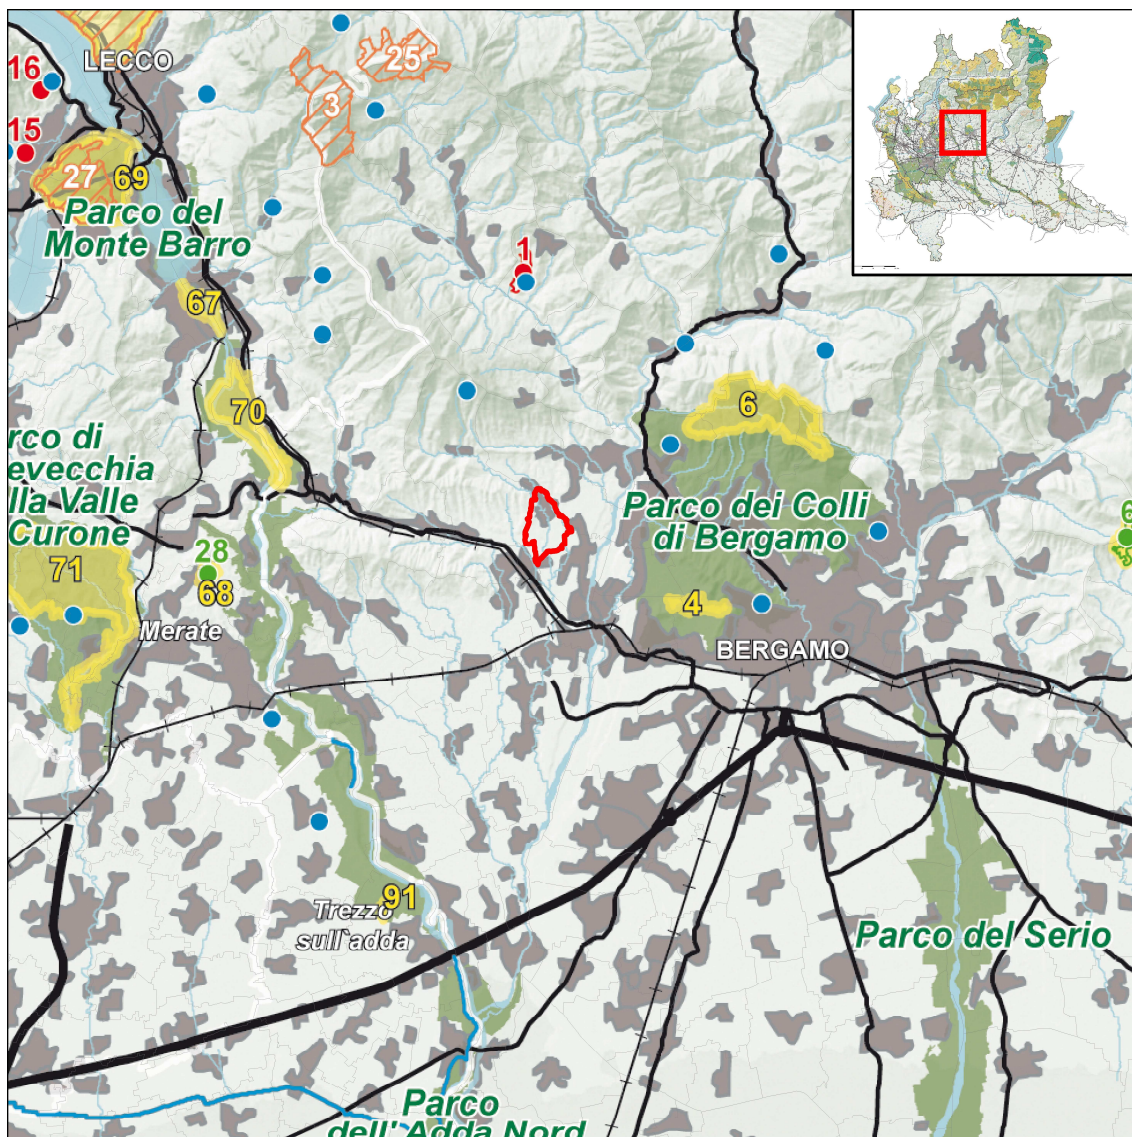 LECCO
16
25
3
15
27
69
Parco del
Monte Barro
1
67
6
70
rco di
evecchia
lla Valle
Curone
Parco dei Colli
di Bergamo
6
28
71
68
4
Merate
BERGAMO
91
Trezzo
sull`adda
Parco del Serio
Parco
dell' Adda Nord